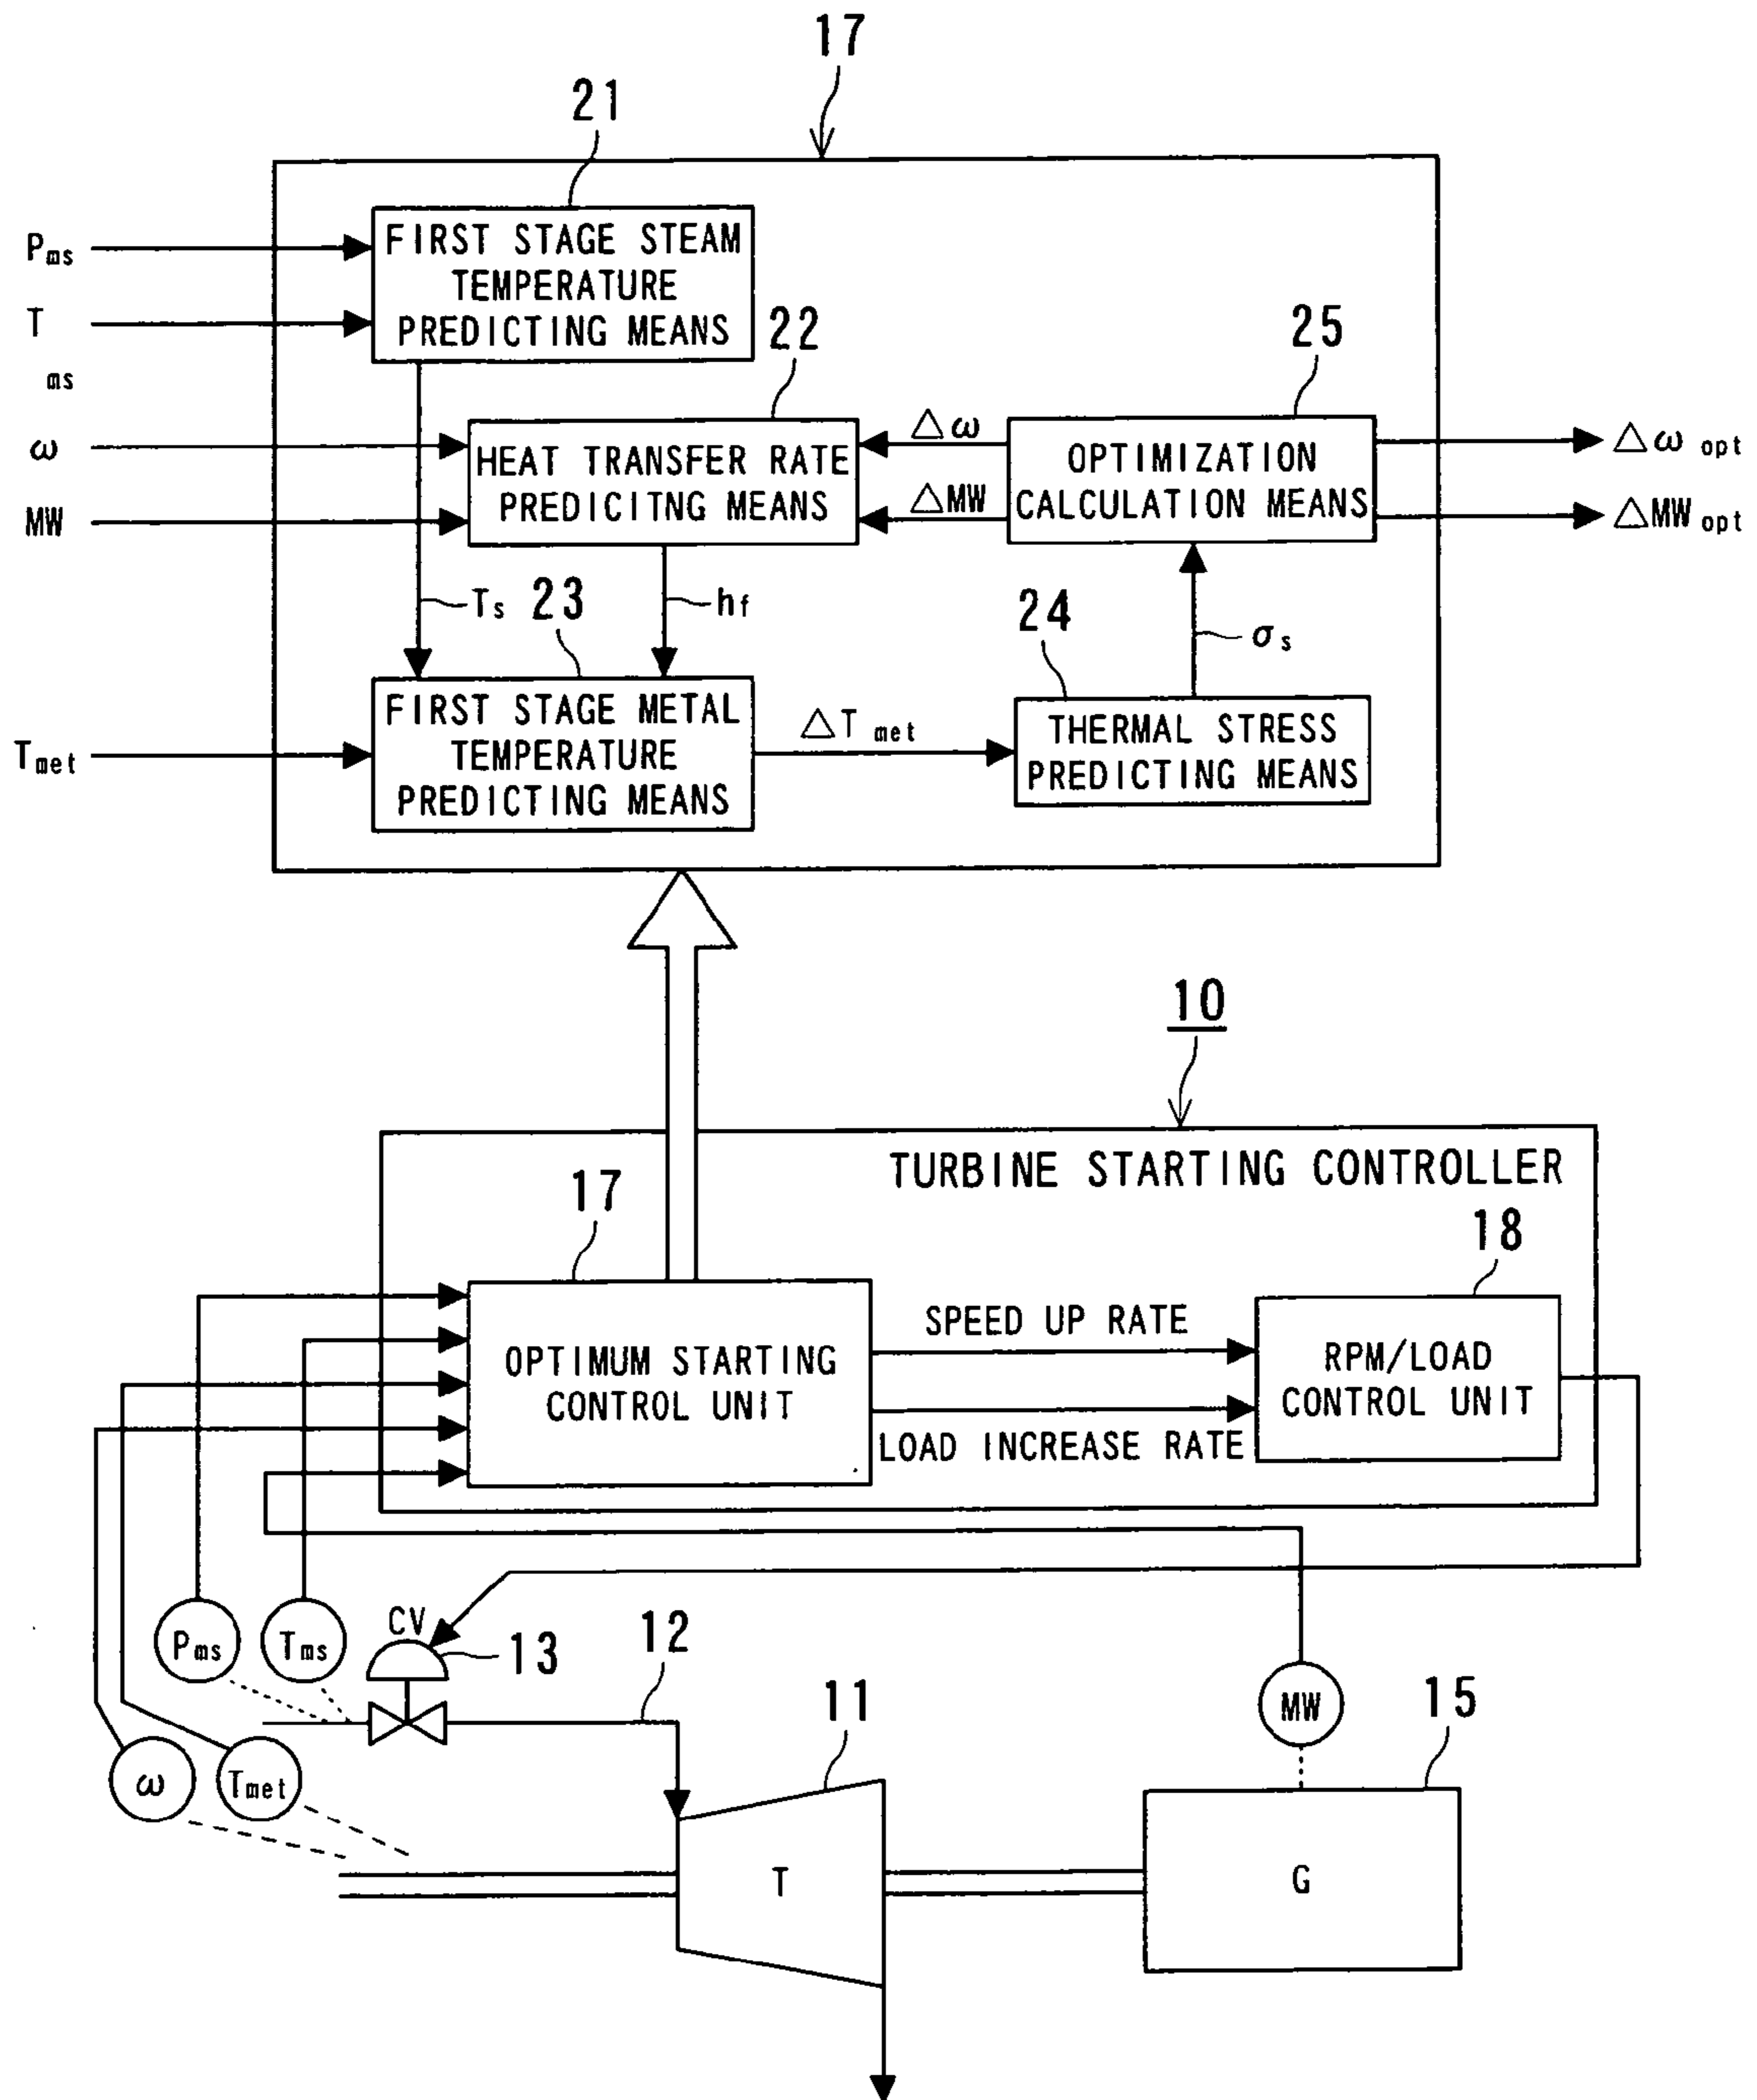 17
21
P ms
FIRST STAGE STEAM
TEMPERATURE
PREDICTING MEANS
T
ms
22
25
ω
HEAT TRANSFER RATE
PREDICITNG MEANS
△ω
△MW
OPTIMIZATION
CALCULATION MEANS
△ω opt
△MW opt
MW
Ts
23
hf
24
σs
T met
FIRST STAGE METAL
TEMPERATURE
PREDICTING MEANS
△T met
THERMAL STRESS
PREDICTING MEANS
10
TURBINE STARTING CONTROLLER
17
18
OPTIMUM STARTING
CONTROL UNIT
SPEED UP RATE
LOAD INCREASE RATE
RPM/LOAD
CONTROL UNIT
Pms
Tms
CV
13
12
11
MW
15
ω
Tmet
T
G